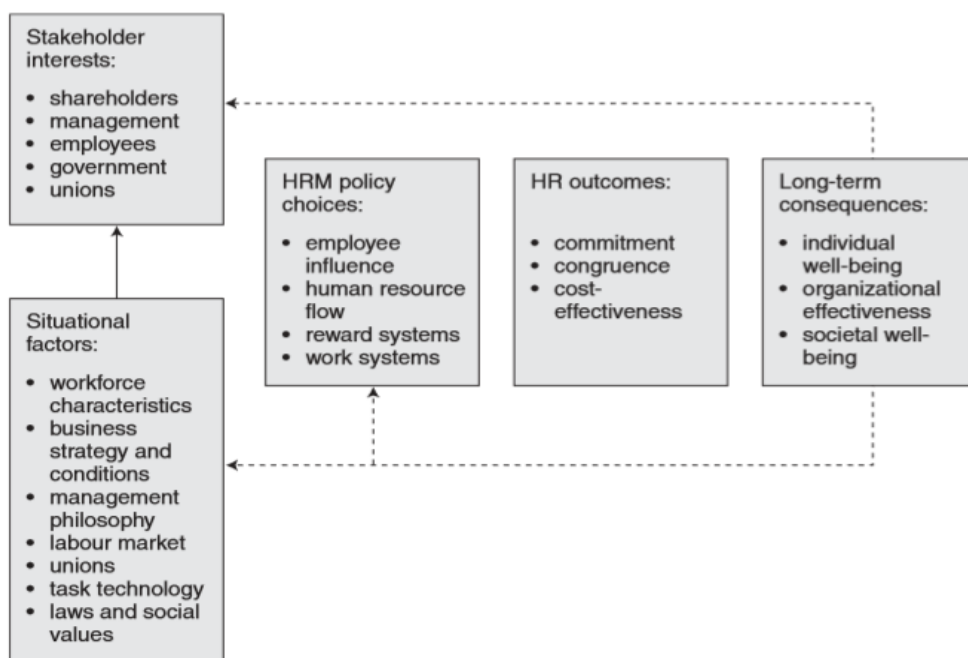 Stakeholder
interests:
• shareholders
• management
• employees
• government
• unions
HRM policy
choices:
• employee
influence
• human resource
flow
• reward systems
• work systems
HR outcomes:
• commitment
• congruence
• cost-
effectiveness
Long-term
consequences:
• individual
well-being
• organizational
effectiveness
• societal well-
being
Situational
factors:
• workforce
characteristics
• business
strategy and
conditions
• management
philosophy
• labour market
• unions
• task technology
• laws and social
values